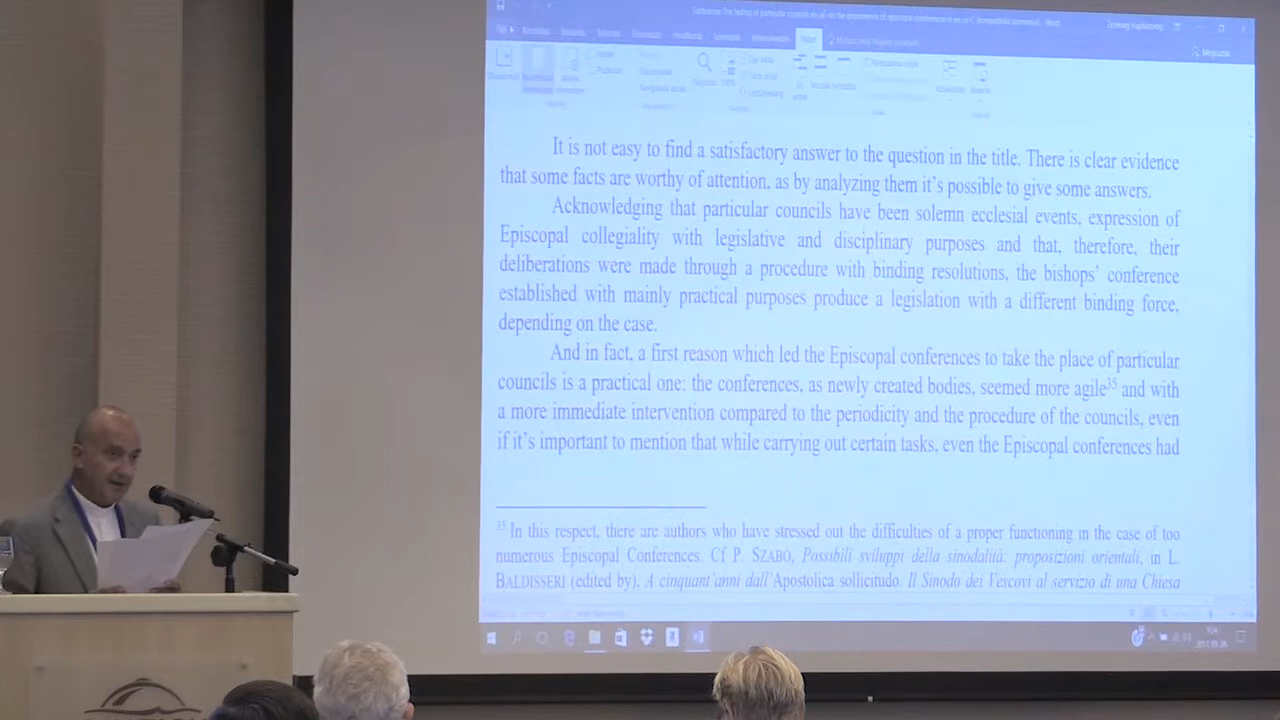 It is not easy to find a satisfactory answer to the question in the title. There is clear evidence
that some facts are worthy of attention, as by analyzing them it's possible to give some answers.
Acknowledging that particular councils have been solemn ecclesial events, expression of
Episcopal collegiality with legislative and disciplinary purposes and that, therefore, their
deliberations were made through a procedure with binding resolutions, the bishops' conference
established with mainly practical purposes produce a legislation with a different binding force,
depending on the case.
And in fact, a first reason which led the Episcopal conferences to take the place of particular
councils is a practical one: the conferences, as newly created bodies, seemed more agile35 and with
a more immediate intervention compared to the periodicity and the procedure of the councils, even
if it's important to mention that while carrying out certain tasks, even the Episcopal conferences had
35 In this respect, there are authors who have stressed out the difficulties of a proper functioning in the case of too
numerous Episcopal Conferences. Cf P. SZABÓ, Possibili sviluppi della sinodalità: proposizioni orientali, in L.
BALDISSERI (edited by), A cinquant'anni dall'Apostolica sollicitudo. Il Sinodo dei Vescovi al servizio di una Chiesa